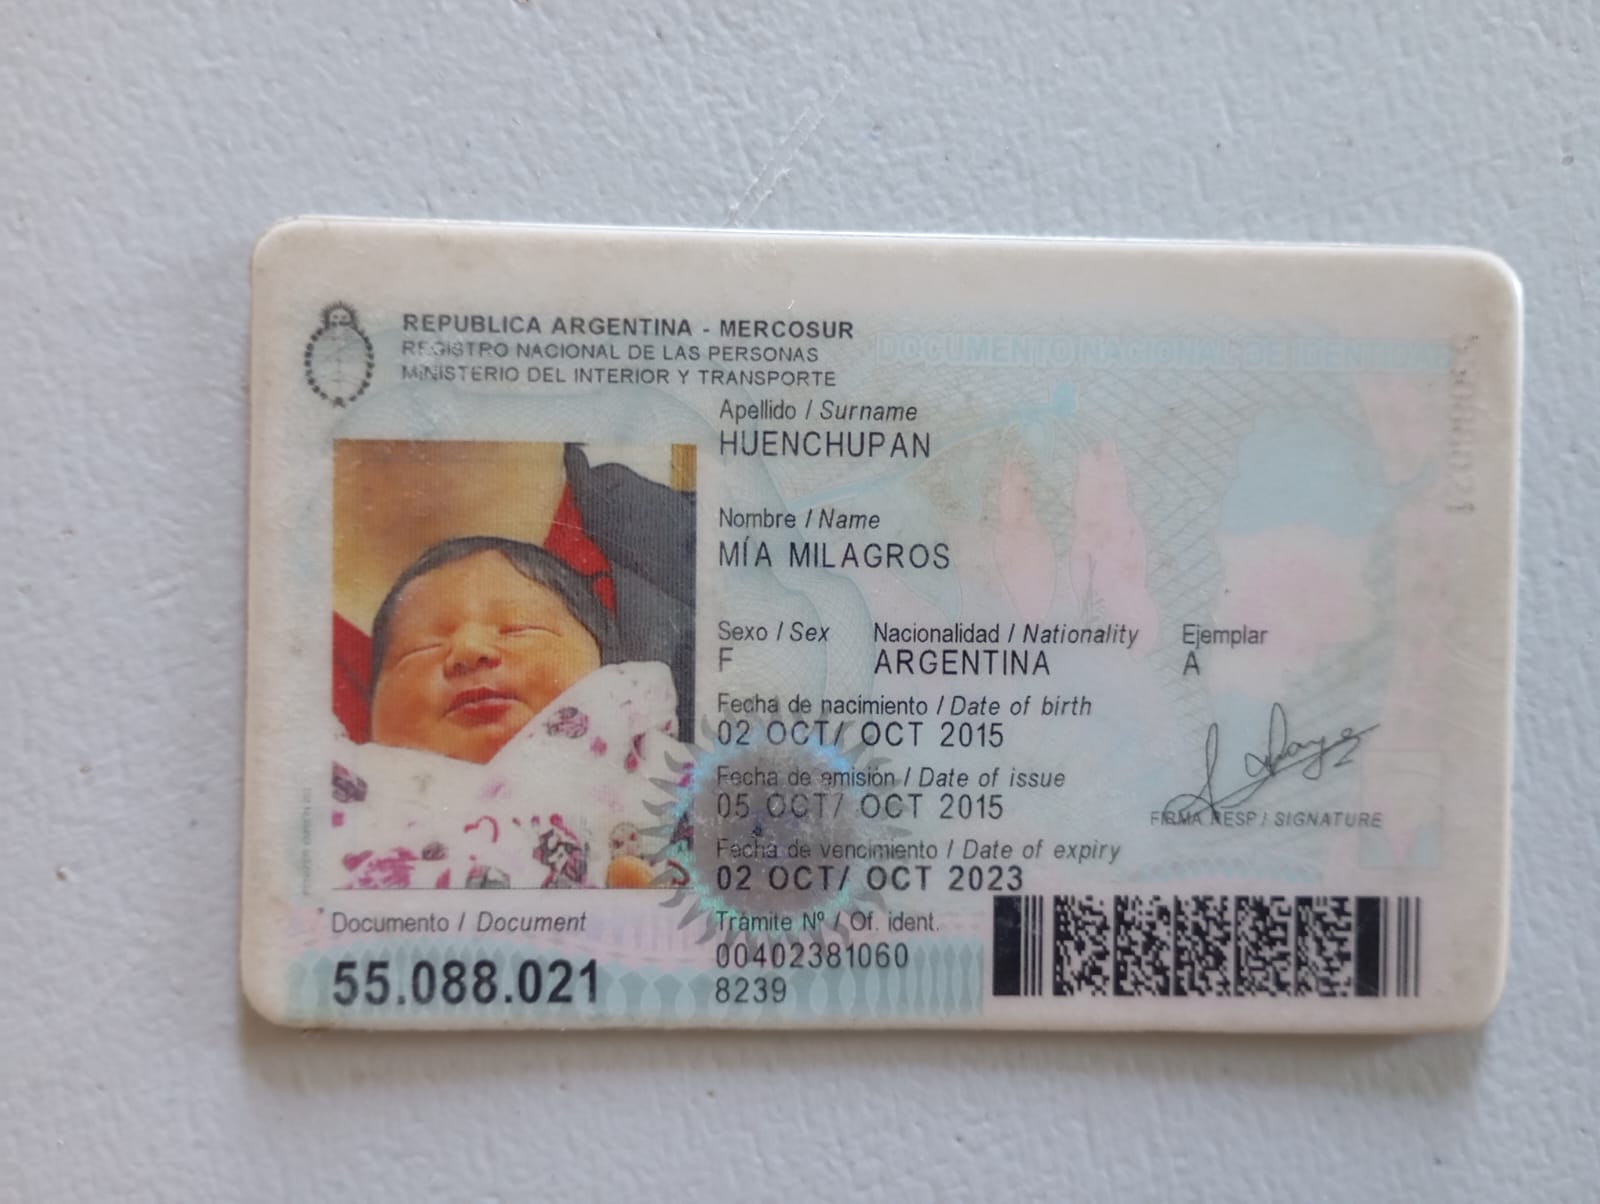 REPUBLICA ARGENTINA - MERCOSUR
REGISTRO NACIONAL DE LAS PERSONAS
MINISTERIO DEL INTERIOR Y TRANSPORTE
DOCUMENTO NACIONAL DE
Apellido / Surname
HUENCHUPAN
Nombre / Name
MÍA MILAGROS
Sexo / Sex Nacionalidad / Nationality Ejemplar
F ARGENTINA A
Fecha de nacimiento / Date of birth
02 OCT/ OCT 2015
Fecha de emisión / Date of issue
05 OCT/ OCT 2015
FIRMA RESP / SIGNATURE
Fecha de vencimiento / Date of expiry
02 OCT/ OCT 2023
Documento / Document
55.088.021
Trámite Nº / Of. ident.
00402381060
8239